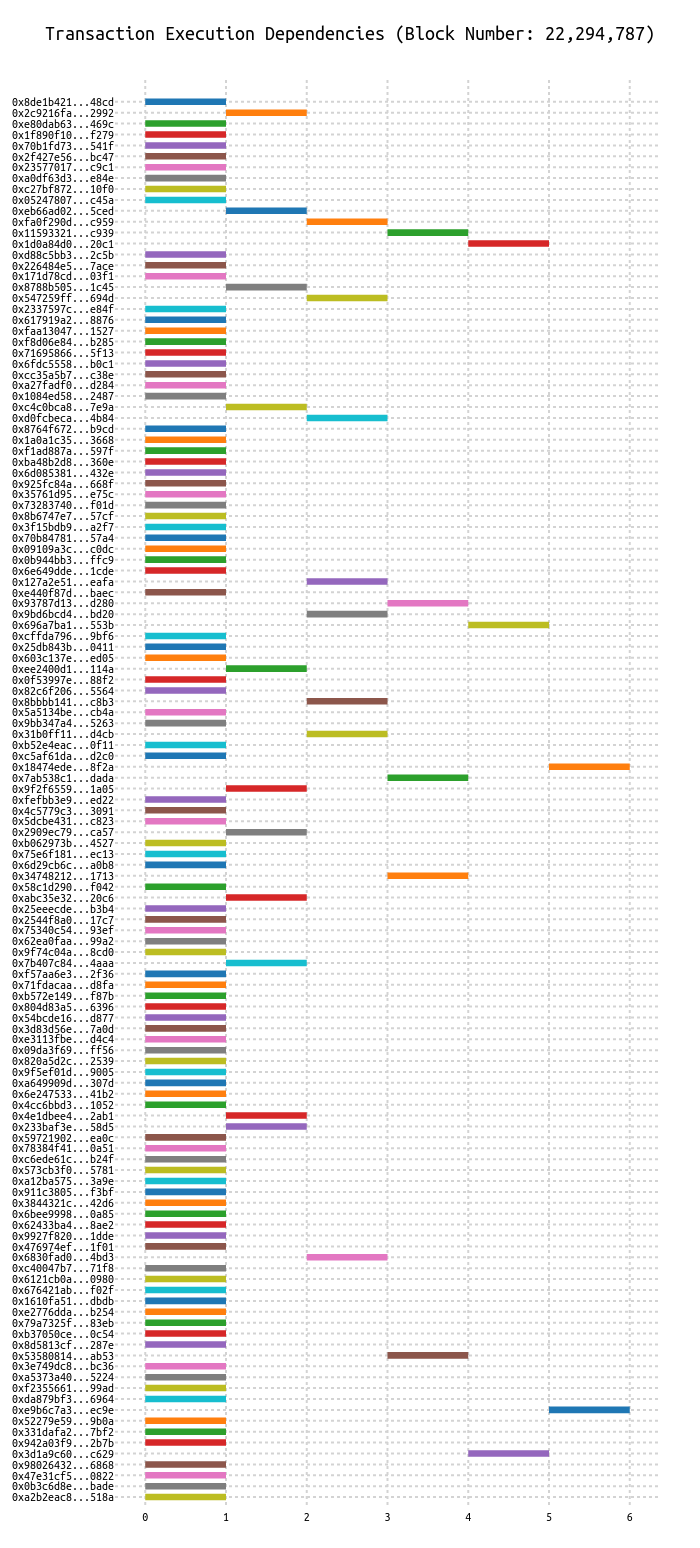 Transaction Execution Dependencies (Block Number: 22,294,787)
0x8de1b421...48cd
0x2c9216fa...2992
0xe80dab63...469c
0x1f890f10...f279
0x70b1fd73...541f
0x2f427e56...bc47
0x23577017...c9c1
0xa0df63d3...e84e
0xc27bf872...10f0
0x05247807...c45a
0xeb66ad02...5ced
0xfa0f290d...c959
0x11593321...c939
0x1d0a84d0...20c1
0xd88c5bb3...2c5b
0x226484e5...7ace
0x171d78cd...03f1
0x8788b505...1c45
0x547259ff...694d
0x2337597c...e84f
0x617919a2...8876
0xfaa13047...1527
0xf8d06e84...b285
0x71695866...5f13
0x6fdc5558...b0c1
0xcc35a5b7...c38e
0xa27fadf0...d284
0x1084ed58...2487
0xc4c0bca8...7e9a
0xd0fcbeca...4b84
0x8764f672...b9cd
0x1a0a1c35...3668
0xf1ad887a...597f
0xba48b2d8...360e
0x6d085381...432e
0x925fc84a...668f
0x35761d95...e75c
0x73283740...f01d
0x8b6747e7...57cf
0x3f15bdb9...a2f7
0x70b84781...57a4
0x09109a3c...c0dc
0x0b944bb3...ffc9
0x6e649dde...1cde
0x127a2e51...eafa
0xe440f87d...baec
0x93787d13...d280
0x9bd6bcd4...bd20
0x696a7ba1...553b
0xcffda796...9bf6
0x25db843b...0411
0x603c137e...ed05
0xee2400d1...114a
0x0f53997e...88f2
0x82c6f206...5564
0x8bbbb141...c8b3
0x5a5134be...cb4a
0x9bb347a4...5263
0x31b0ff11...d4cb
0xb52e4eac...0f11
0xc5af61da...d2c0
0x18474ede...8f2a
0x7ab538c1...dada
0x9f2f6559...1a05
0xfefbb3e9...ed22
0x4c5779c3...3091
0x5dcbe431...c823
0x2909ec79...ca57
0xb062973b...4527
0x75e6f181...ec13
0x6d29cb6c...a0b8
0x34748212...1713
0x58c1d290...f042
0xabc35e32...20c6
0x25eeecde...b3b4
0x2544f8a0...17c7
0x75340c54...93ef
0x62ea0faa...99a2
0x9f74c04a...8cd0
0x7b407c84...4aaa
0xf57aa6e3...2f36
0x71fdacaa...d8fa
0xb572e149...f87b
0x804d83a5...6396
0x54bcde16...d877
0x3d83d56e...7a0d
0xe3113fbe...d4c4
0x09da3f69...ff56
0x820a5d2c...2539
0x9f5ef01d...9005
0xa649909d...307d
0x6e247533...41b2
0x4cc6bbd3...1052
0x4e1dbee4...2ab1
0x233baf3e...58d5
0x59721902...ea0c
0x78384f41...0a51
0xc6ede61c...b24f
0x573cb3f0...5781
0xa12ba575...3a9e
0x911c3805...f3bf
0x3844321c...42d6
0x6bee9998...0a85
0x62433ba4...8ae2
0x9927f820...1dde
0x476974ef...1f01
0x6830fad0...4bd3
0xc40047b7...71f8
0x6121cb0a...0980
0x676421ab...f02f
0x1610fa51...dbdb
0xe2776dda...b254
0x79a7325f...83eb
0xb37050ce...0c54
0x8d5813cf...287e
0x53580814...ab53
0x3e749dc8...bc36
0xa5373a40...5224
0xf2355661...99ad
0xda879bf3...6964
0xe9b6c7a3...ec9e
0x52279e59...9b0a
0x331dafa2...7bf2
0x942a03f9...2b7b
0x3d1a9c60...c629
0x98026432...6868
0x47e31cf5...0822
0x0b3c6d8e...bade
0xa2b2eac8...518a
0 1 2 3 4 5 6